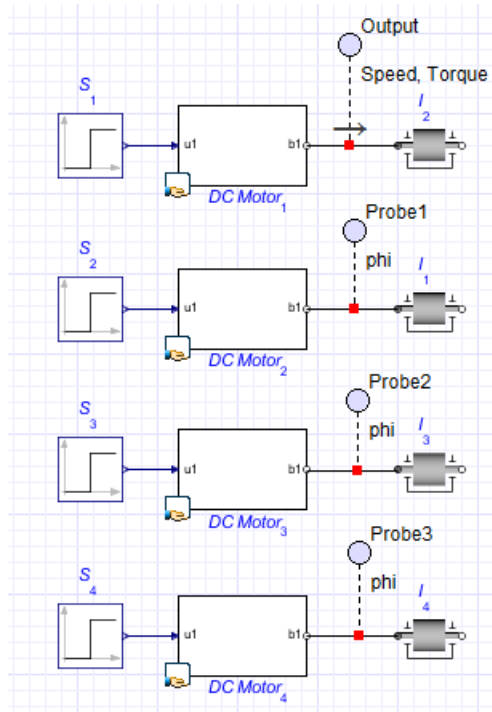 Output
Speed, Torque
S
1
I
2
u1
b1
DC Motor
1
Probe1
phi
S
2
I
1
u1
b1
DC Motor
2
Probe2
phi
S
3
I
3
u1
b1
DC Motor
3
Probe3
phi
S
4
I
4
u1
b1
DC Motor
4